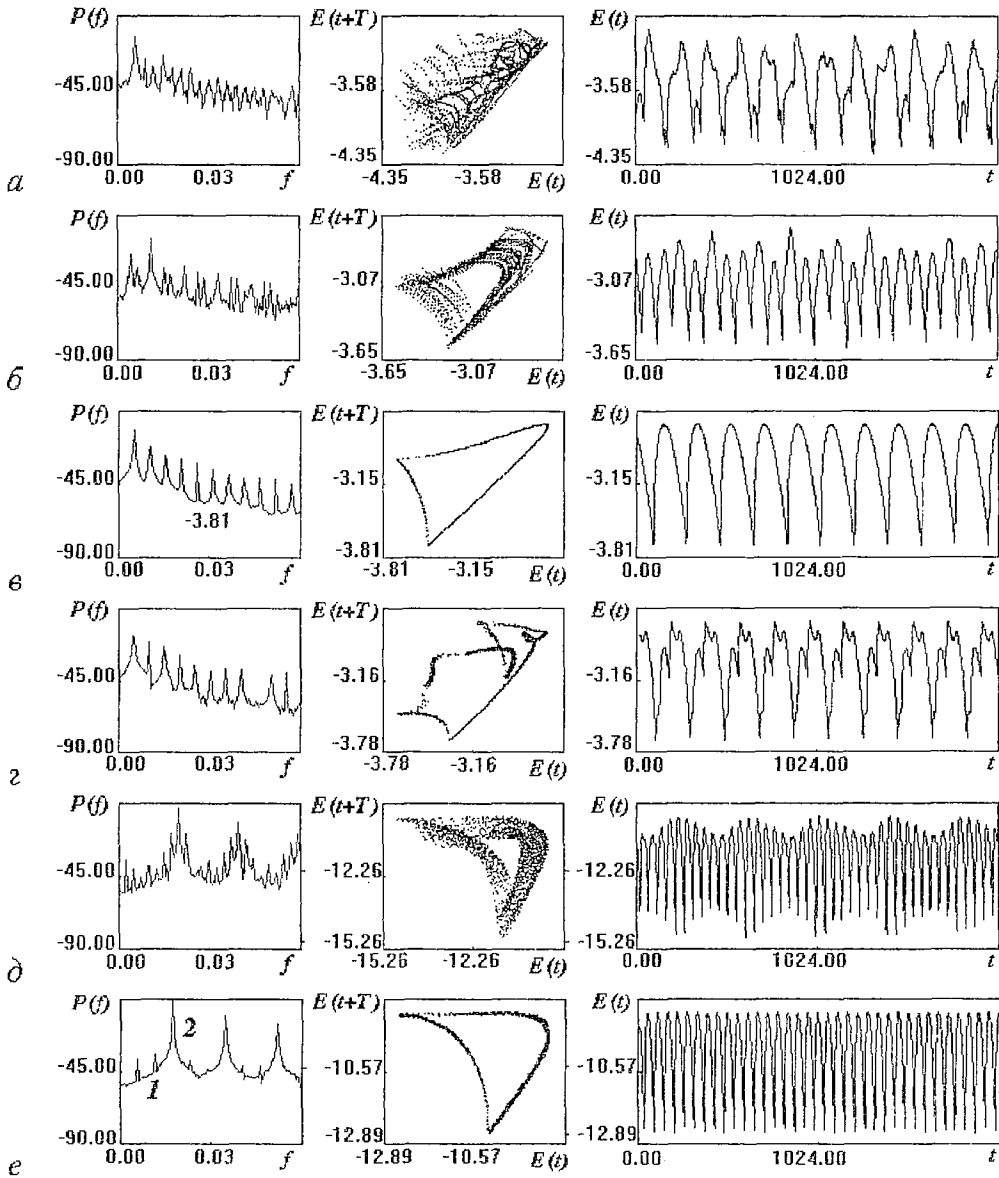 P(f) E(t+T) E(t)
-45.00 -3.58 -3.58
-90.00 -4.35 -4.35
а 0.00 0.03 f -4.35 -3.58 E(t) 0.00 1024.00 t
P(f) E(t+T) E(t)
-45.00 -3.07 -3.07
-90.00 -3.65 -3.65
б 0.00 0.03 f -3.65 -3.07 E(t) 0.00 1024.00 t
P(f) E(t+T) E(t)
-45.00 -3.15 -3.15
-3.81
-90.00 -3.81 -3.81
в 0.00 0.03 f -3.81 -3.15 E(t) 0.00 1024.00 t
P(f) E(t+T) E(t)
-45.00 -3.16 -3.16
-90.00 -3.78 -3.78
г 0.00 0.03 f -3.78 -3.16 E(t) 0.00 1024.00 t
P(f) E(t+T) E(t)
-45.00 -12.26 -12.26
-90.00 -15.26 -15.26
д 0.00 0.03 f -15.26 -12.26 E(t) 0.00 1024.00 t
P(f) E(t+T) E(t)
2
-45.00 -10.57 -10.57
1
-90.00 -12.89 -12.89
е 0.00 0.03 f -12.89 -10.57 E(t) 0.00 1024.00 t